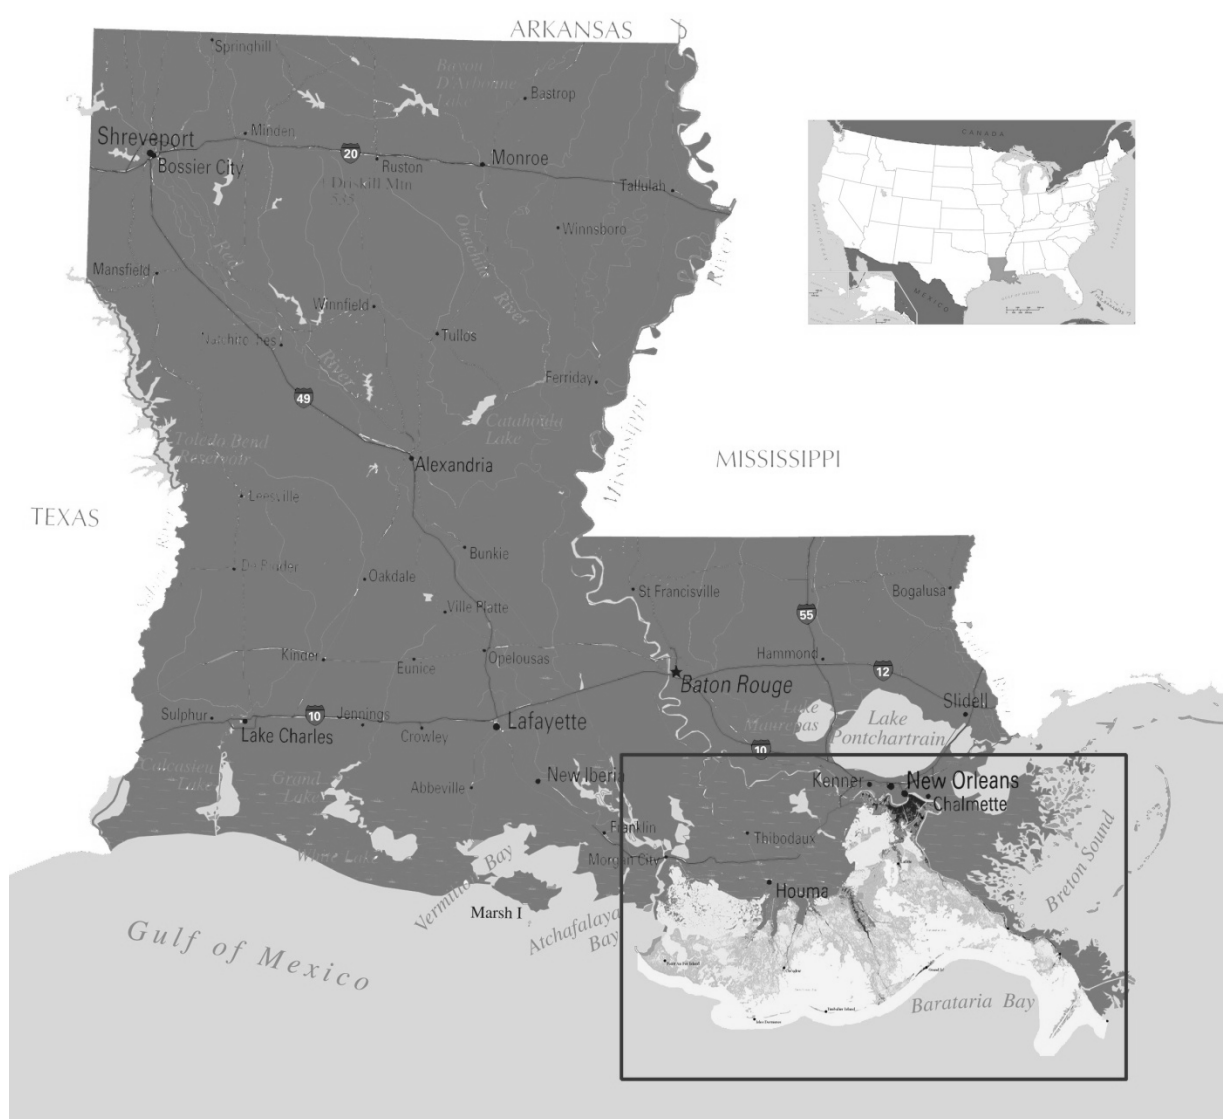 ARKANSAS
Springhill
Bayou
D'Arbonne
Lake
Bastrop
Shreveport
Minden
20
Bossier City
Ruston
Monroe
Driskill Mtn
535
Tallulah
CANADA
MEXICO
Winnsboro
Ouachita
River
Red
River
River
Mansfield
Winnfield
Tullos
Ferriday
49
Catahoula
Lake
Toledo Bend
Reservoir
Mississippi
Alexandria
MISSISSIPPI
Leesville
TEXAS
Bunkie
Oakdale
St Francisville
Bogalusa
55
Ville Platte
Kinder
Eunice
Opelousas
Hammond
12
Baton Rouge
Slidell
Sulphur
10
Jennings
Lake Charles
Crowley
Lafayette
Lake
Maurepas
Lake
Pontchartrain
10
Calcasieu
Lake
Grand
Lake
Abbeville
New Iberia
Kenner
New Orleans
Chalmette
Franklin
Thibodaux
White Lake
Morgan City
Breton Sound
Vermilion Bay
Houma
Marsh I
Atchafalaya
Bay
Gulf of Mexico
Barataria Bay